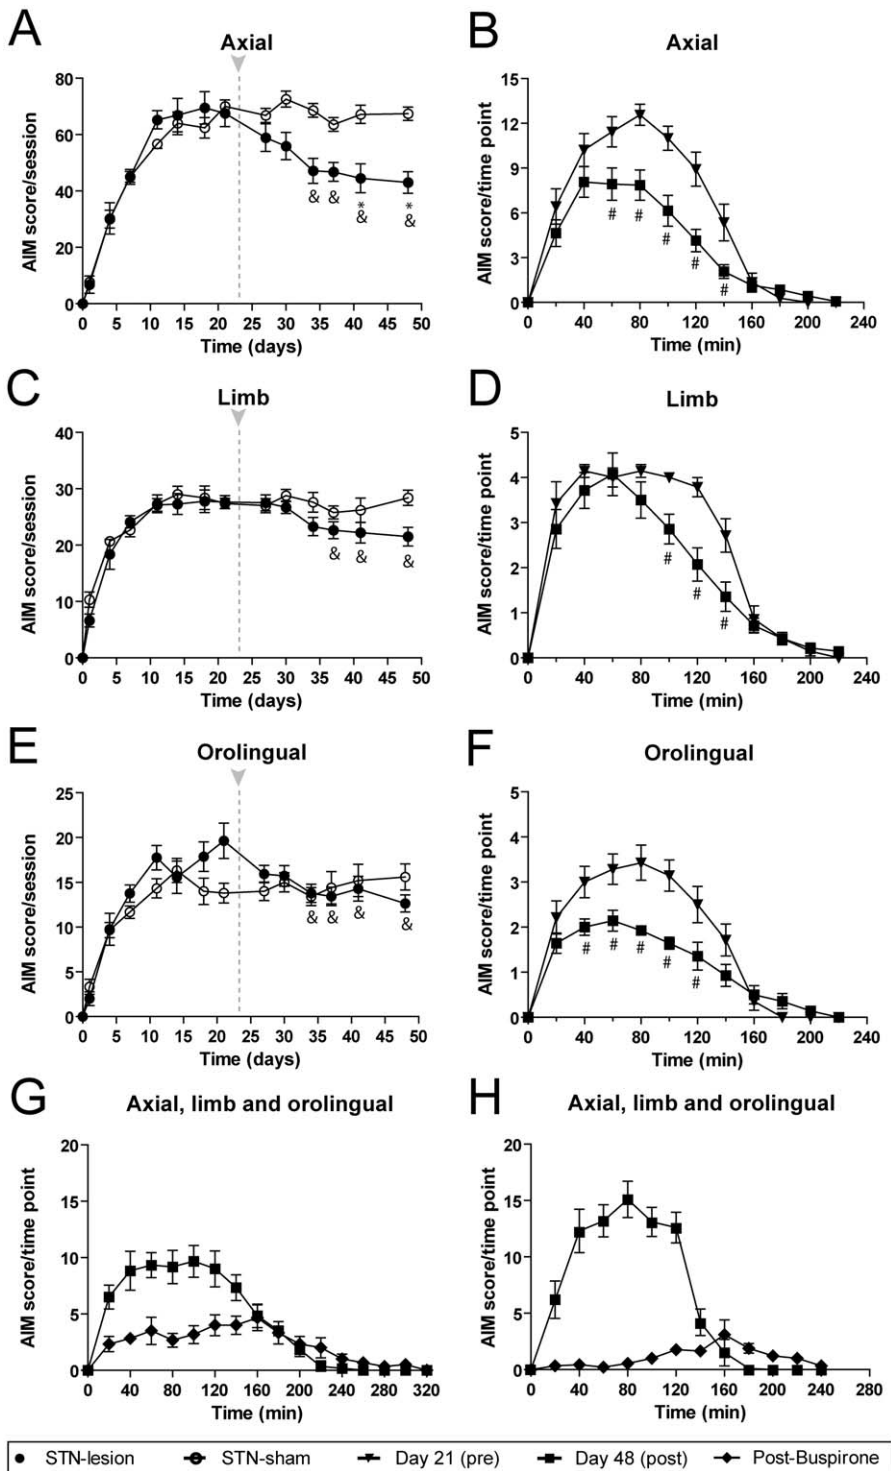 A
Axial
AIM score/session
80
60
40
20
0
& & * & * &
0 5 10 15 20 25 30 35 40 45 50
Time (days)
B
Axial
AIM score/time point
15
12
9
6
3
0
# # # # #
0 40 80 120 160 200 240
Time (min)
C
Limb
AIM score/session
40
30
20
10
0
& & &
0 5 10 15 20 25 30 35 40 45 50
Time (days)
D
Limb
AIM score/time point
5
4
3
2
1
0
# # #
0 40 80 120 160 200 240
Time (min)
E
Orolingual
AIM score/session
25
20
15
10
5
0
& & & &
0 5 10 15 20 25 30 35 40 45 50
Time (days)
F
Orolingual
AIM score/time point
5
4
3
2
1
0
# # # # #
0 40 80 120 160 200 240
Time (min)
G
Axial, limb and orolingual
AIM score/time point
20
15
10
5
0
0 40 80 120 160 200 240 280 320
Time (min)
H
Axial, limb and orolingual
AIM score/time point
20
15
10
5
0
0 40 80 120 160 200 240 280
Time (min)
STN-lesion STN-sham Day 21 (pre) Day 48 (post) Post-Buspirone